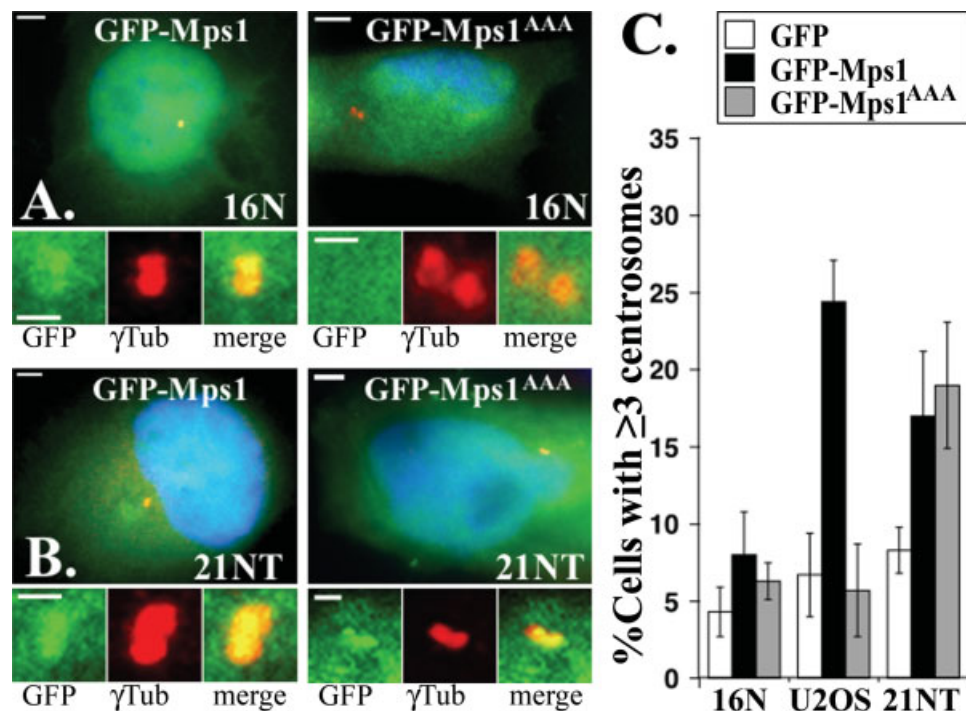 GFP-Mps1
GFP-Mps1AAA
A.
16N
16N
GFP
γTub
merge
GFP
γTub
merge
GFP-Mps1
GFP-Mps1AAA
B.
21NT
21NT
GFP
γTub
merge
GFP
γTub
merge
C.
GFP
GFP-Mps1
GFP-Mps1AAA
%Cells with ≥3 centrosomes
35
30
25
20
15
10
5
0
16N
U2OS
21NT